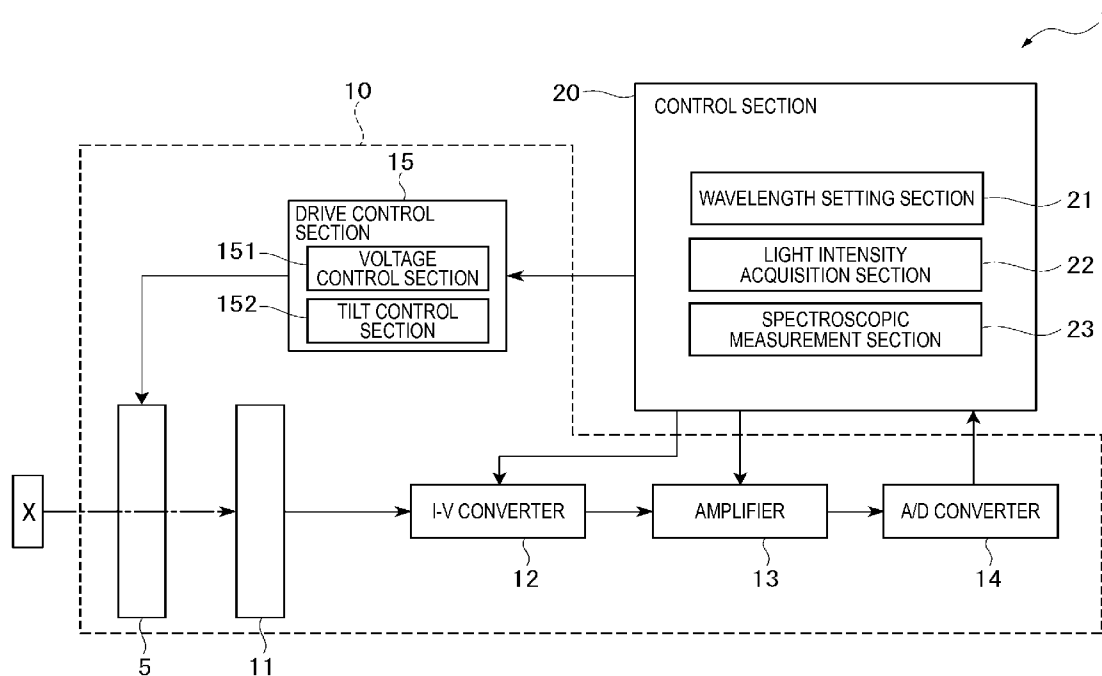 10
20
CONTROL SECTION
15
DRIVE CONTROL
SECTION
WAVELENGTH SETTING SECTION
21
151
VOLTAGE
CONTROL SECTION
LIGHT INTENSITY
ACQUISITION SECTION
22
152
TILT CONTROL
SECTION
SPECTROSCOPIC
MEASUREMENT SECTION
23
X
I-V CONVERTER
AMPLIFIER
A/D CONVERTER
12
13
14
5
11